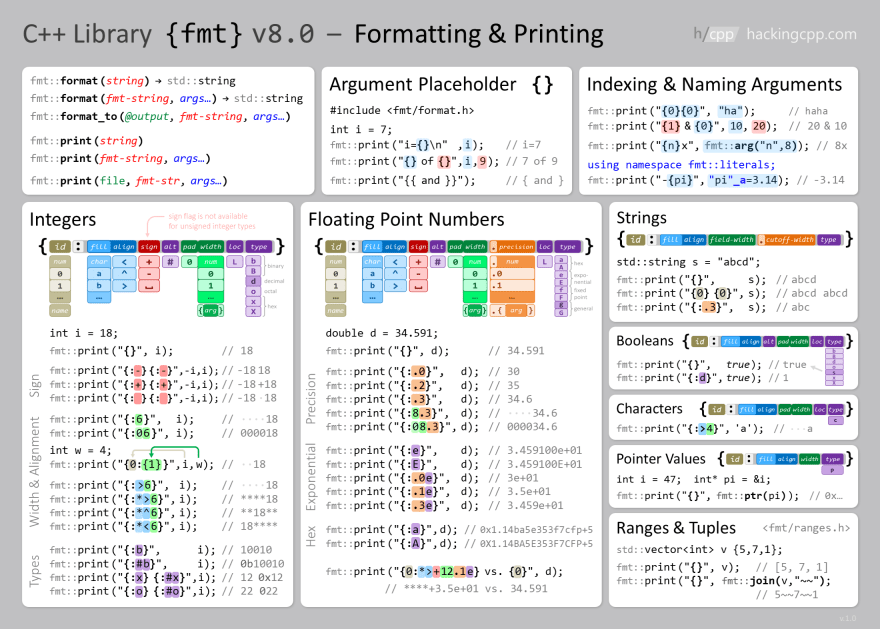 C++ Library {fmt} v8.0 – Formatting & Printing
h/cpp hackingcpp.com
fmt::format(string) → std::string
fmt::format(fmt-string, args…) → std::string
fmt::format_to(@output, fmt-string, args…)
fmt::print(string)
fmt::print(fmt-string, args…)
fmt::print(file, fmt-str, args…)
Argument Placeholder {}
#include <fmt/format.h>
int i = 7;
fmt::print("i={}\n" ,i); // i=7
fmt::print("{} of {}",i,9); // 7 of 9
fmt::print("{{ and }}"); // { and }
Indexing & Naming Arguments
fmt::print("{0}{0}", "ha"); // haha
fmt::print("{1} & {0}", 10, 20); // 20 & 10
fmt::print("{n}x", fmt::arg("n",8)); // 8x
using namespace fmt::literals;
fmt::print("-{pi}", "pi"_a=3.14); // -3.14
Integers
sign flag is not available
for unsigned integer types
{ id : fill align sign alt pad width loc type }
num char < + # 0 num L b
0 a ^ - 0 B
1 b > ⎵ 1 d
… … … o
x
name {arg} X
binary
decimal
octal
hex
int i = 18;
fmt::print("{}", i); // 18
Sign
fmt::print("{:-}{:-}",-i,i); // -18 18
fmt::print("{:+}{:+}",-i,i); // -18+18
fmt::print("{: }{: }",-i,i); // -18·18
Width & Alignment
fmt::print("{:6}", i); // ····18
fmt::print("{:06}", i); // 000018
int w = 4;
fmt::print("{0:{1}}",i,w); // ··18
fmt::print("{:>6}", i); // ····18
fmt::print("{:*>6}", i); // ****18
fmt::print("{:*^6}", i); // **18**
fmt::print("{:*<6}", i); // 18****
Types
fmt::print("{:b}", i); // 10010
fmt::print("{:#b}", i); // 0b10010
fmt::print("{:x} {:#x}",i); // 12 0x12
fmt::print("{:o} {:#o}",i); // 22 022
Floating Point Numbers
{ id : fill align sign alt pad width . precision loc type }
num char < + # 0 num . num L a
0 a ^ - 0 .0 A
1 b > ⎵ 1 .1 e
… … … … E
f
F
g
name {arg} .{ arg } G
hex
expo-
nential
fixed
point
general
double d = 34.591;
fmt::print("{}", d); // 34.591
Precision
fmt::print("{:.0}", d); // 30
fmt::print("{:.2}", d); // 35
fmt::print("{:.3}", d); // 34.6
fmt::print("{:8.3}", d); // ····34.6
fmt::print("{:08.3}",d); // 000034.6
Exponential
fmt::print("{:e}", d); // 3.459100e+01
fmt::print("{:E}", d); // 3.459100E+01
fmt::print("{:.0e}", d); // 3e+01
fmt::print("{:.1e}", d); // 3.5e+01
fmt::print("{:.3e}", d); // 3.459e+01
Hex
fmt::print("{:a}",d); // 0x1.14ba5e353f7cfp+5
fmt::print("{:A}",d); // 0X1.14BA5E353F7CFP+5
fmt::print("{0:*>+12.1e} vs. {0}", d);
// ****+3.5e+01 vs. 34.591
Strings
{ id : fill align field-width . cutoff-width type }
std::string s = "abcd";
fmt::print("{}", s); // abcd
fmt::print("{0} {0}", s); // abcd abcd
fmt::print("{:.3}", s); // abc
Booleans { id : fill align alt pad width loc type }
fmt::print("{}", true); // true
fmt::print("{:d}", true); // 1
Characters { id : fill align pad width loc type }
c
fmt::print("{:>4}", 'a'); // ···a
Pointer Values { id : fill align width type }
p
int i = 47; int* pi = &i;
fmt::print("{}", fmt::ptr(pi)); // 0x…
Ranges & Tuples <fmt/ranges.h>
std::vector<int> v {5,7,1};
fmt::print("{}", v); // [5, 7, 1]
fmt::print("{}", fmt::join(v,"~~"));
// 5~~7~~1
v1.0